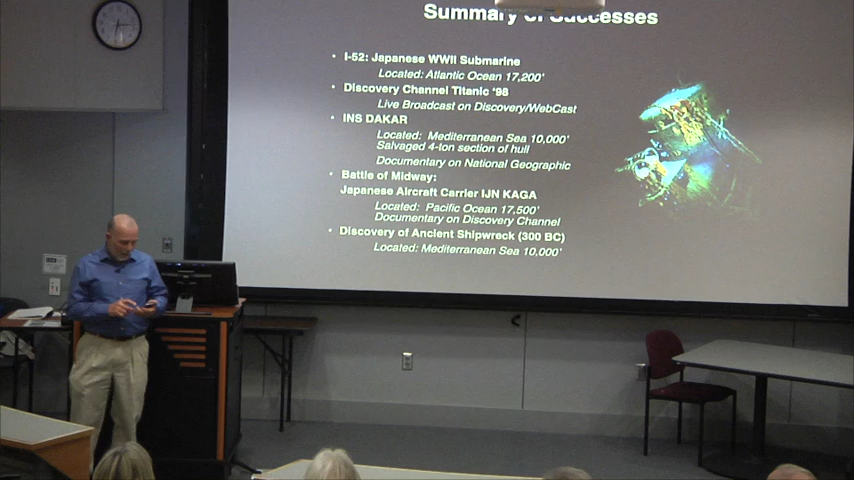 Summary of Successes
• I-52: Japanese WWII Submarine
Located: Atlantic Ocean 17,200'
• Discovery Channel Titanic '98
Live Broadcast on Discovery/WebCast
• INS DAKAR
Located: Mediterranean Sea 10,000'
Salvaged 4-ton section of hull
Documentary on National Geographic
• Battle of Midway:
Japanese Aircraft Carrier IJN KAGA
Located: Pacific Ocean 17,500'
Documentary on Discovery Channel
• Discovery of Ancient Shipwreck (300 BC)
Located: Mediterranean Sea 10,000'